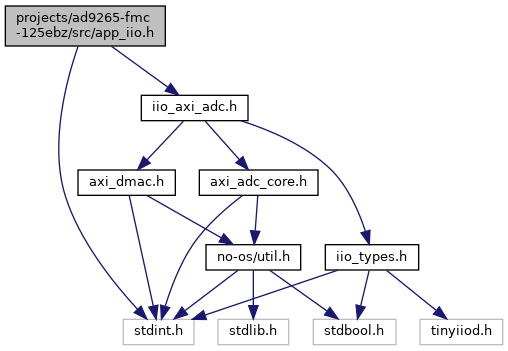 projects/ad9265-fmc
-125ebz/src/app_iio.h
iio_axi_adc.h
axi_dmac.h
axi_adc_core.h
no-os/util.h
iio_types.h
stdint.h
stdlib.h
stdbool.h
tinyiiod.h